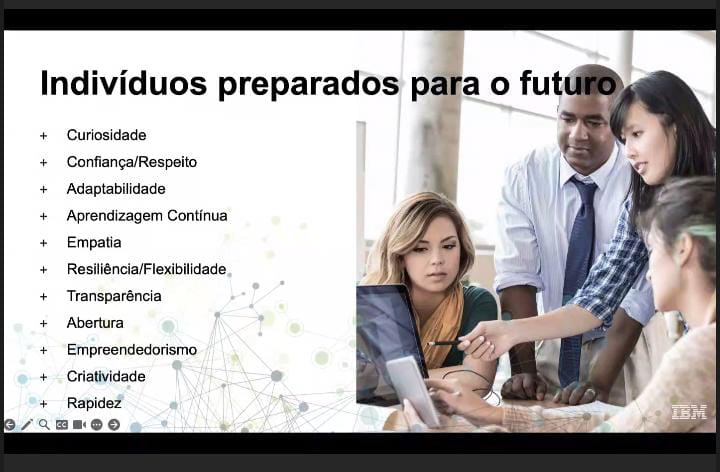 Indivíduos preparados para o futuro
+ Curiosidade
+ Confiança/Respeito
+ Adaptabilidade
+ Aprendizagem Contínua
+ Empatia
+ Resiliência/Flexibilidade
+ Transparência
+ Abertura
+ Empreendedorismo
+ Criatividade
+ Rapidez
CC
IBM